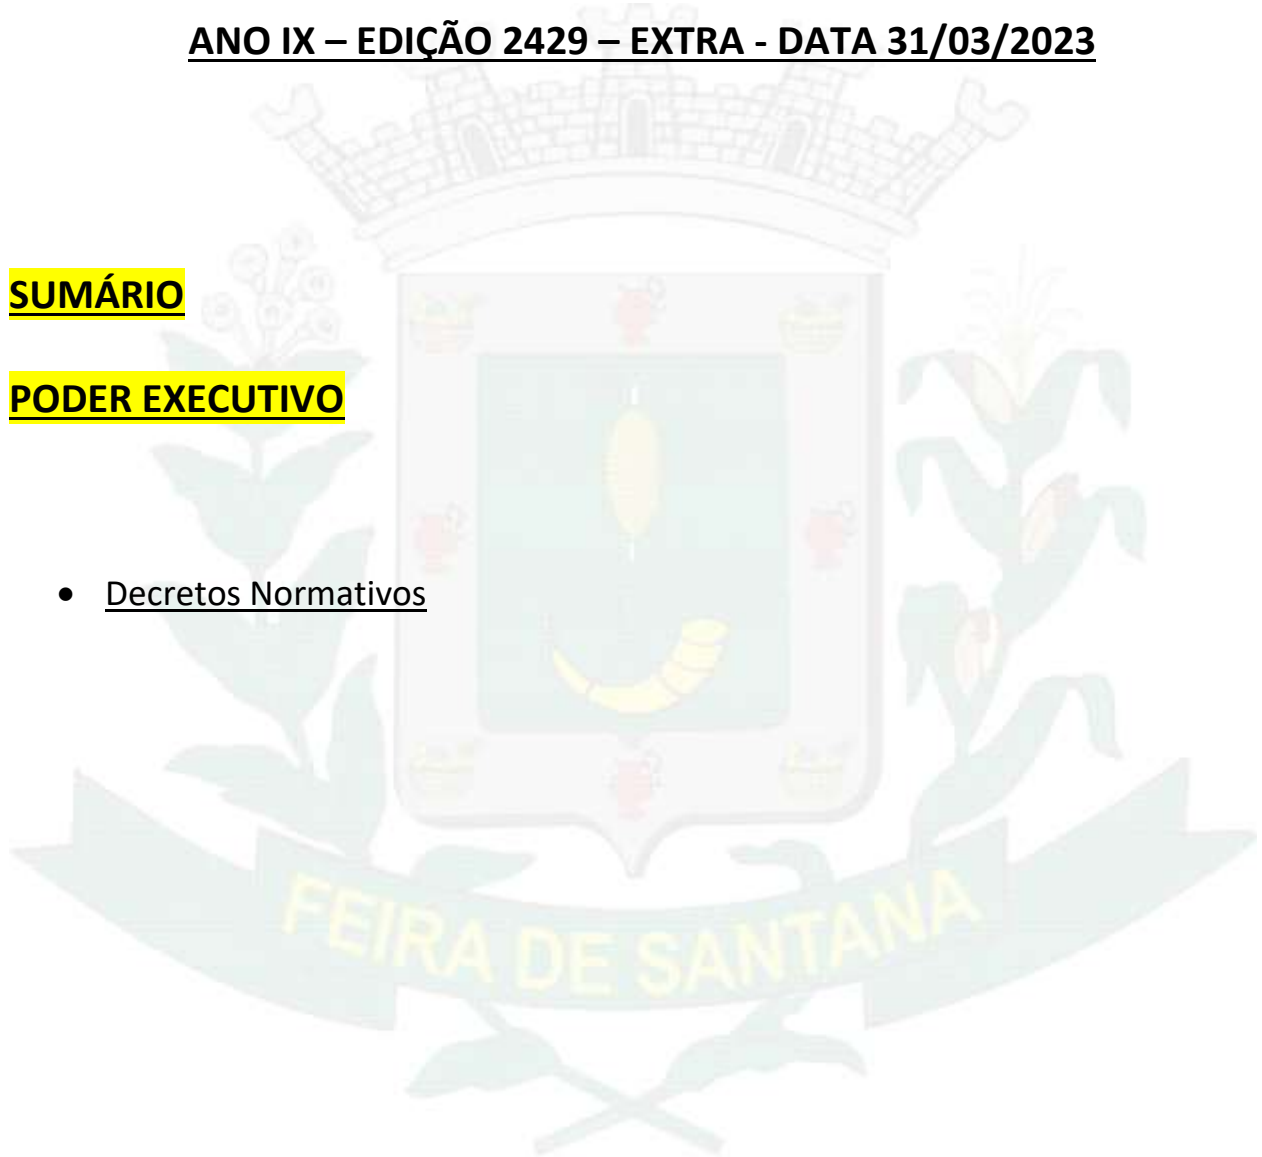 ANO IX – EDIÇÃO 2429 – EXTRA - DATA 31/03/2023
SUMÁRIO
PODER EXECUTIVO
• Decretos Normativos
FEIRA DE SANTANA